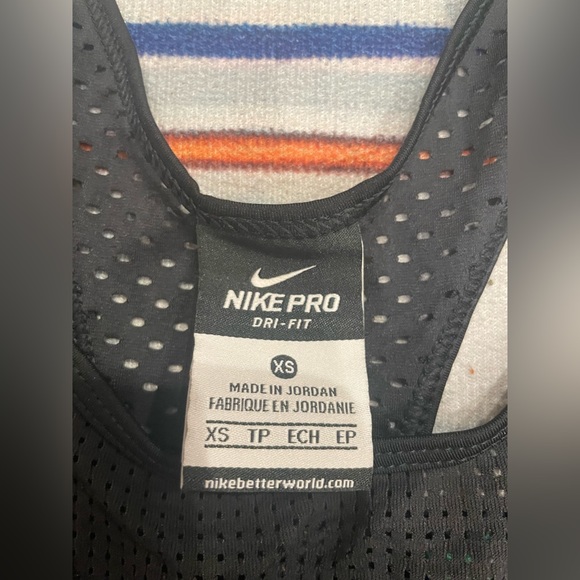 NIKE PRO
DRI-FIT
XS
MADE IN JORDAN
FABRIQUE EN JORDANIE
XS TP ECH EP
nikebetterworld.com